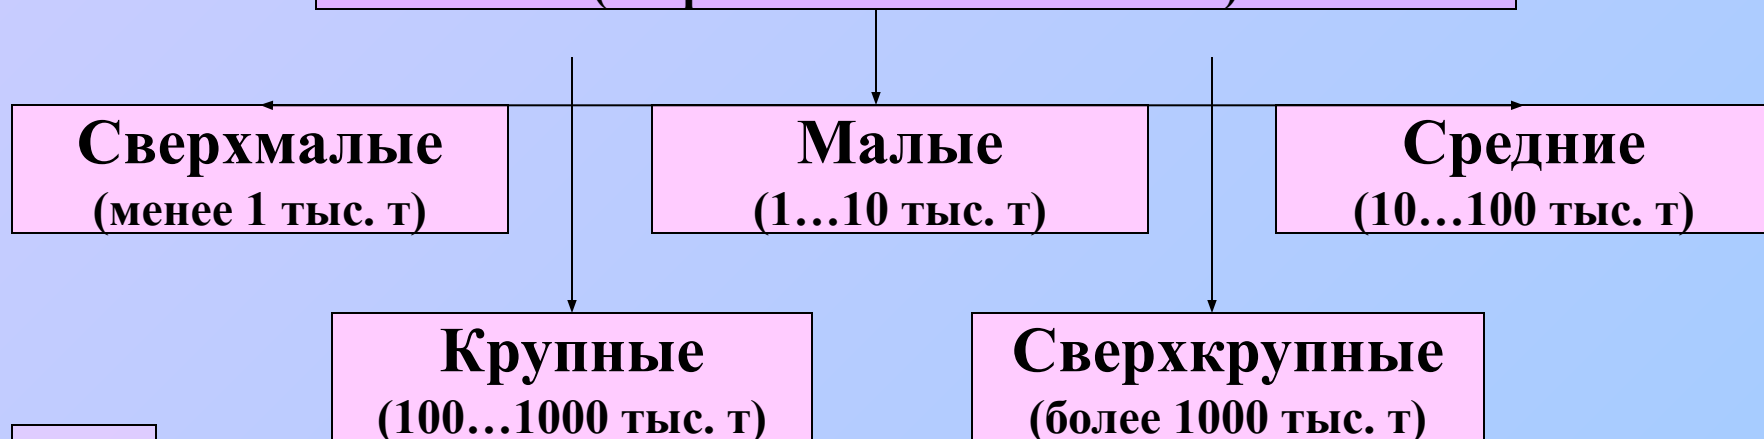 Сверхмалые
(менее 1 тыс. т)
Малые
(1…10 тыс. т)
Средние
(10…100 тыс. т)
Крупные
(100…1000 тыс. т)
Сверхкрупные
(более 1000 тыс. т)